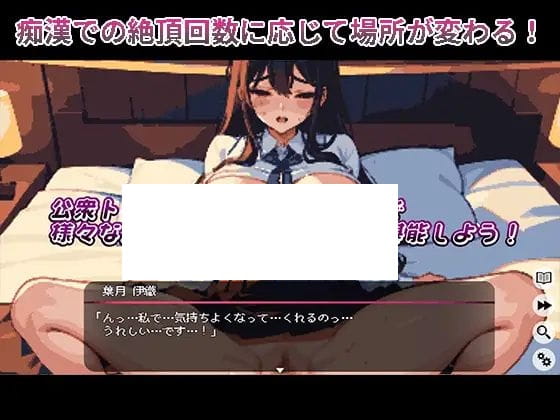 痴漢での絶頂回数に応じて場所が変わる！
公衆ト
様々な 堪能しよう！
葉月 伊織
「んっ…私で…気持ちよくなって…くれるのっ…
うれしい…です…！」